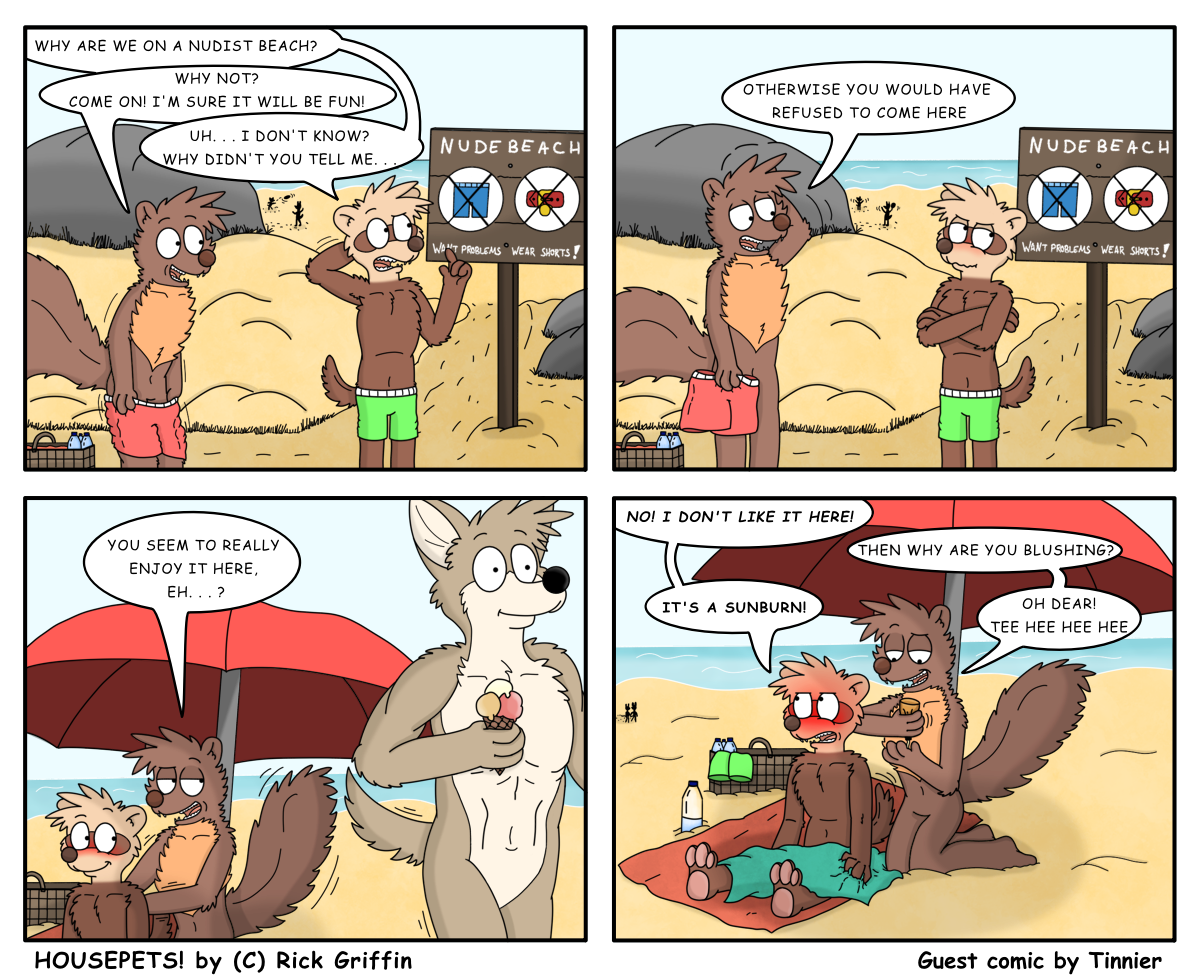 WHY ARE WE ON A NUDIST BEACH?
WHY NOT?
COME ON! I'M SURE IT WILL BE FUN!
UH. . . I DON'T KNOW?
WHY DIDN'T YOU TELL ME. . .
NUDE BEACH
WANT PROBLEMS WEAR SHORTS!
OTHERWISE YOU WOULD HAVE
REFUSED TO COME HERE
NUDE BEACH
WANT PROBLEMS WEAR SHORTS!
YOU SEEM TO REALLY
ENJOY IT HERE,
EH. . . ?
NO! I DON'T LIKE IT HERE!
THEN WHY ARE YOU BLUSHING?
IT'S A SUNBURN!
OH DEAR!
TEE HEE HEE HEE
HOUSEPETS! by (C) Rick Griffin
Guest comic by Tinnier